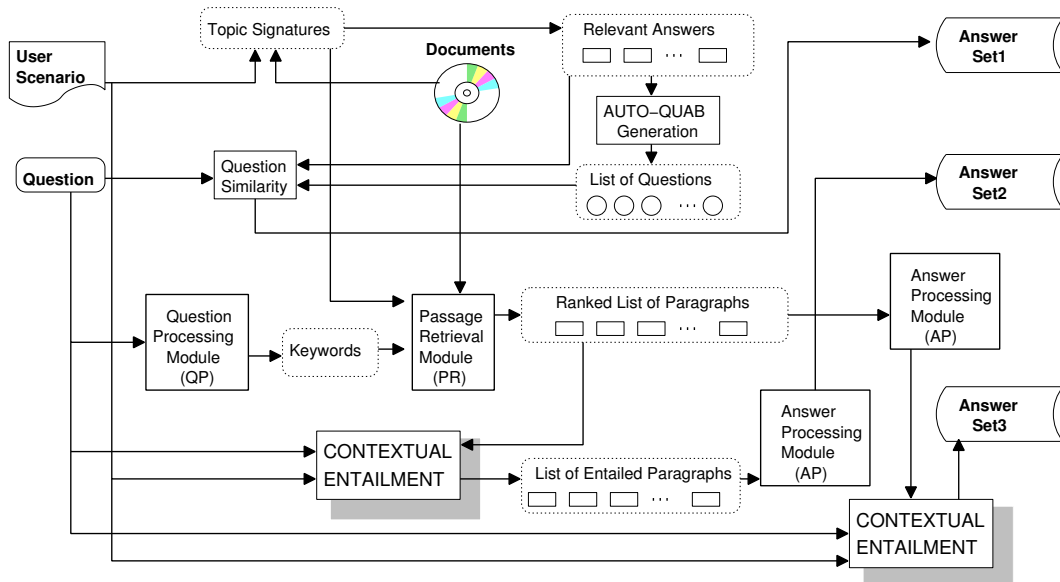 User
Scenario
Topic Signatures
Documents
Relevant Answers
...
Answer
Set1
AUTO−QUAB
Generation
Question
Question
Similarity
List of Questions
...
Answer
Set2
Question
Processing
Module
(QP)
Keywords
Passage
Retrieval
Module
(PR)
Ranked List of Paragraphs
...
Answer
Processing
Module
(AP)
Answer
Processing
Module
(AP)
Answer
Set3
CONTEXTUAL
ENTAILMENT
List of Entailed Paragraphs
...
CONTEXTUAL
ENTAILMENT